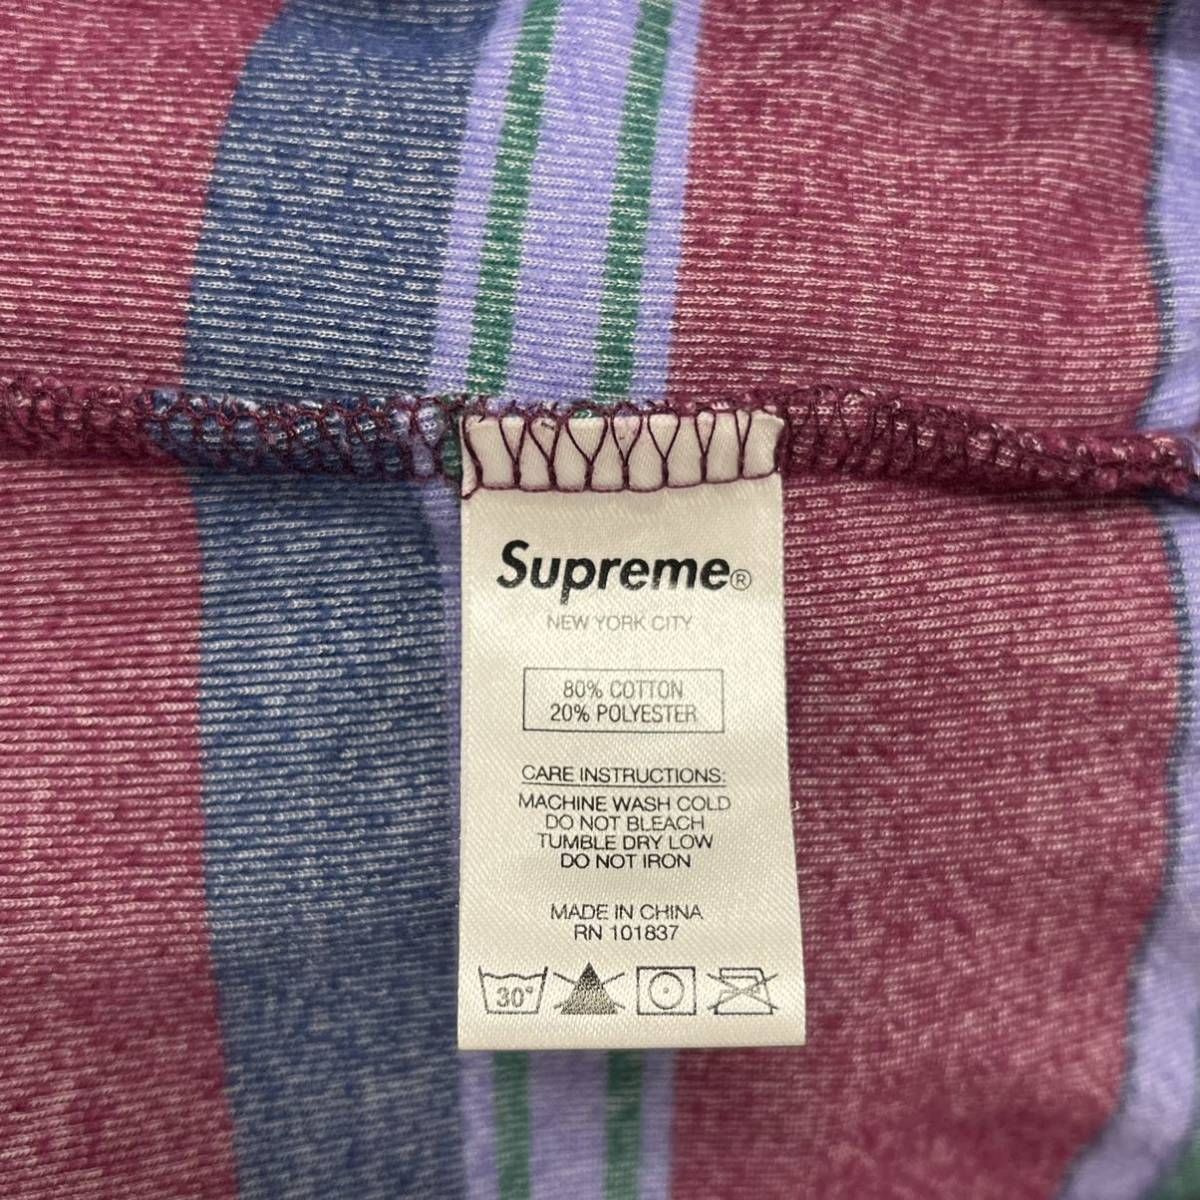 Supreme®
NEW YORK CITY
80% COTTON
20% POLYESTER
CARE INSTRUCTIONS:
MACHINE WASH COLD
DO NOT BLEACH
TUMBLE DRY LOW
DO NOT IRON
MADE IN CHINA
RN 101837
30°